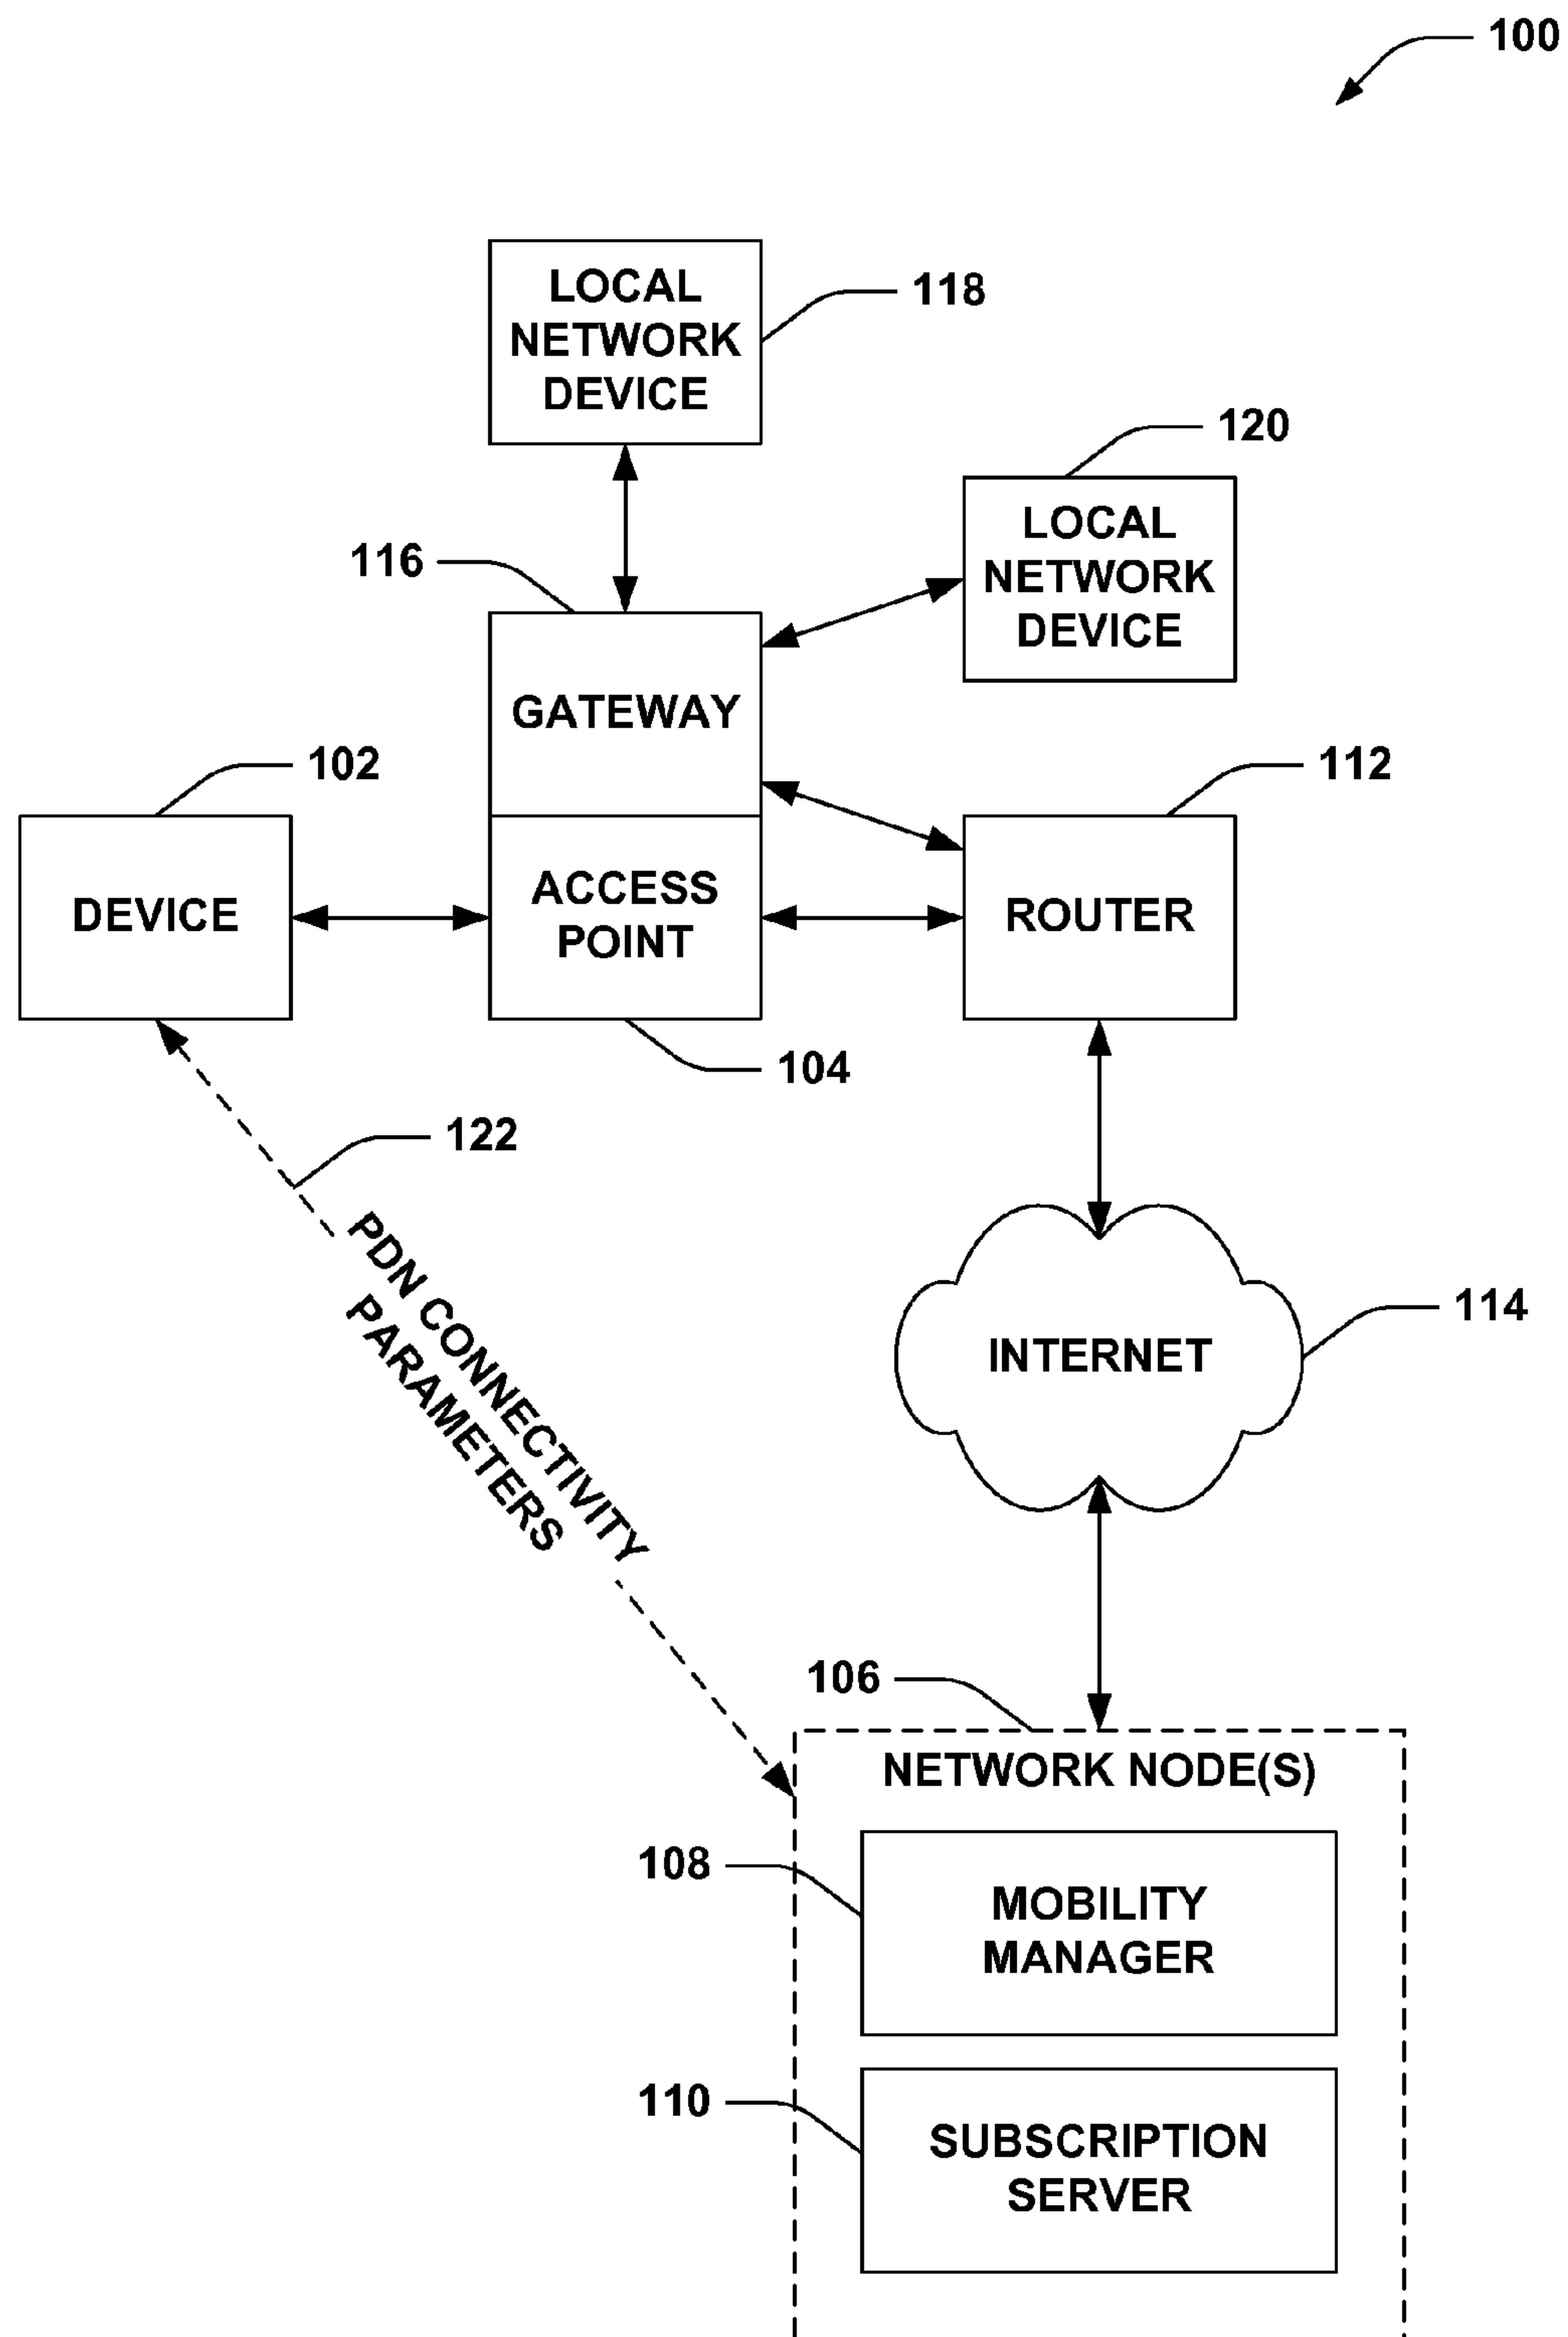 100
LOCAL
NETWORK
DEVICE
118
120
LOCAL
NETWORK
DEVICE
116
GATEWAY
102
112
DEVICE
ACCESS
POINT
ROUTER
104
122
PDN CONNECTIVITY
PARAMETERS
INTERNET
114
106
NETWORK NODE(S)
108
MOBILITY
MANAGER
110
SUBSCRIPTION
SERVER